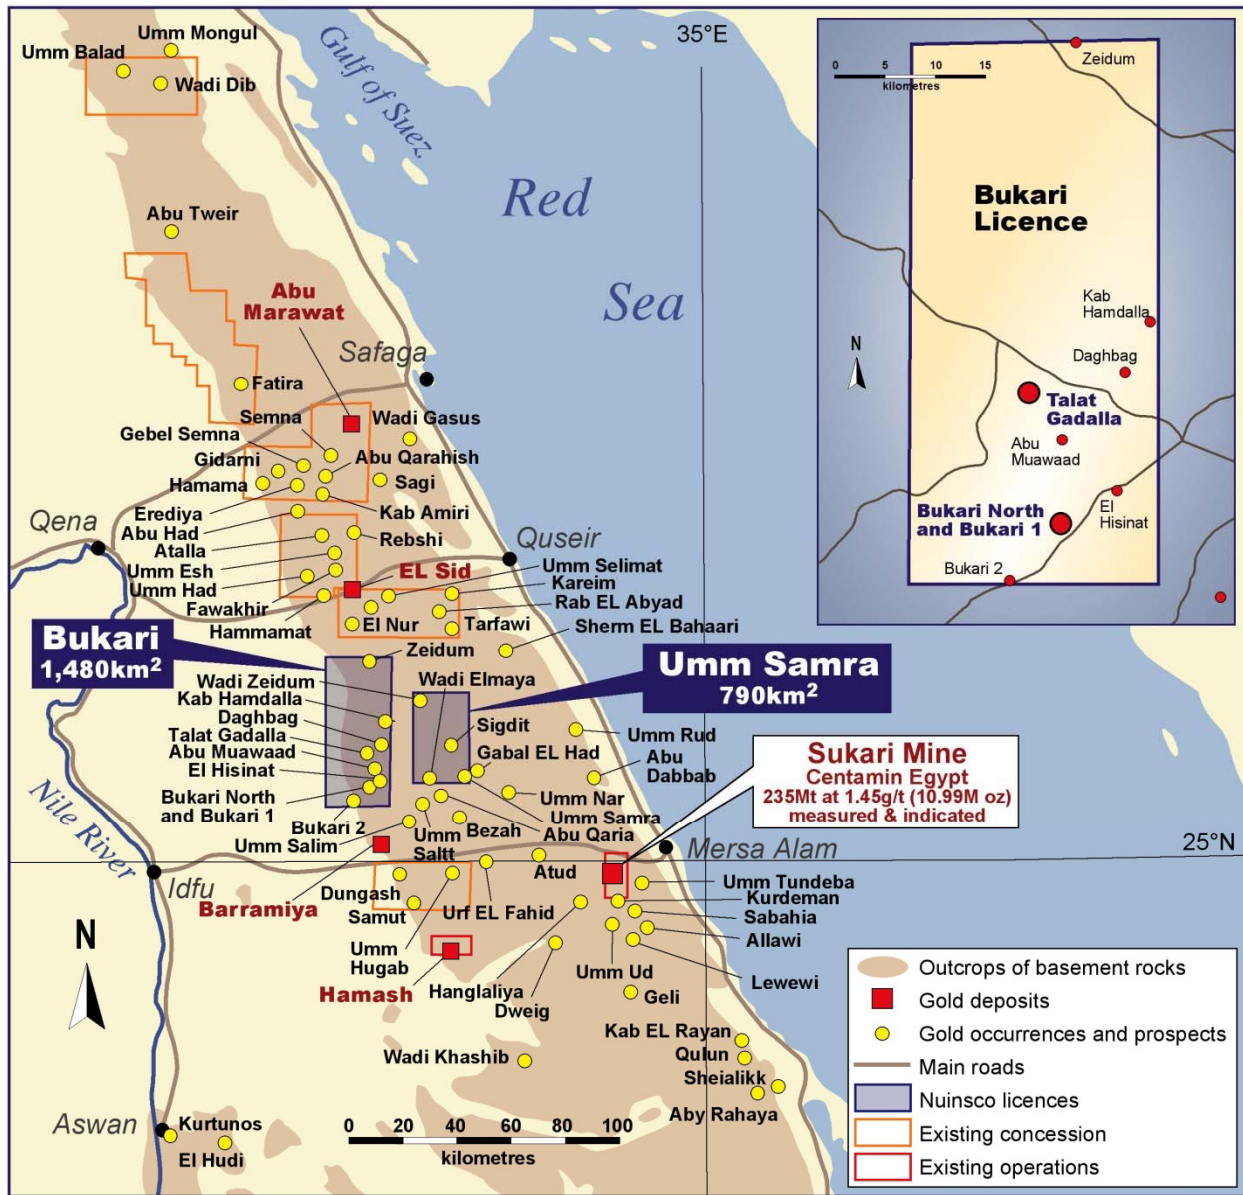 Umm Mongul
Umm Balad
Wadi Dib
Gulf of Suez
35°E
Red
Sea
Abu Tweir
Abu
Marawat
Safaga
Fatira
Semna
Wadi Gasus
Gebel Semna
Gidarni
Abu Qarahish
Hamama
Sagi
Erediya
Kab Amiri
Abu Had
Qena
Atalla
Rebshi
Quseir
Umm Esh
Umm Had
EL Sid
Umm Selimat
Kareim
Fawakhir
Rab EL Abyad
Hammamat
El Nur
Tarfawi
Sherm EL Bahaari
Bukari
1,480km²
Zeidum
Umm Samra
790km²
Wadi Zeidum
Wadi Elmaya
Kab Hamdalla
Daghbag
Sigdit
Talat Gadalla
Umm Rud
Abu Muawaad
Gabal EL Had
Abu
Dabbab
El Hisinat
Bukari North
and Bukari 1
Umm Nar
Umm Samra
Bukari 2
Umm
Saltt
Bezah
Abu Qaria
Umm Salim
Sukari Mine
Centamin Egypt
235Mt at 1.45g/t (10.99M oz)
measured & indicated
Nile River
Mersa Alam
25°N
Idfu
Atud
Umm Tundeba
Barramiya
Dungash
Samut
Urf EL Fahid
Kurdeman
Sabahia
Allawi
Umm
Hugab
Umm Ud
Lewewi
Hamash
Hanglaliya
Dweig
Geli
N
Kab EL Rayan
Wadi Khashib
Qulun
Sheialikk
Aby Rahaya
Aswan
Kurtunos
El Hudi
0 20 40 60 80 100
kilometres
Zeidum
0 5 10 15
kilometres
Bukari
Licence
Kab
Hamdalla
N
Daghbag
Talat
Gadalla
Abu
Muawaad
Bukari North
and Bukari 1
El
Hisinat
Bukari 2
Outcrops of basement rocks
Gold deposits
Gold occurrences and prospects
Main roads
Nuinsco licences
Existing concession
Existing operations